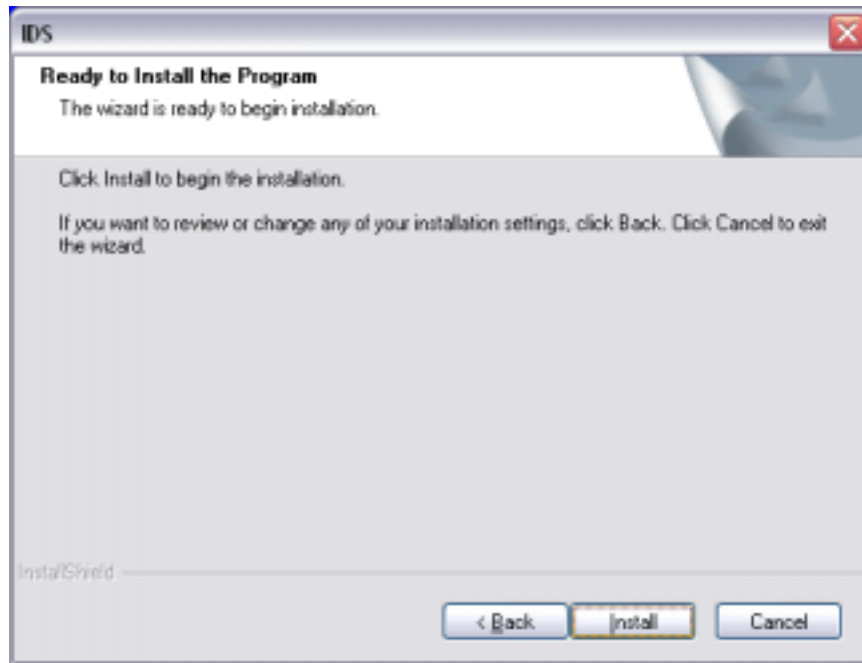 IDS
Ready to Install the Program
The wizard is ready to begin installation.
Click Install to begin the installation.
If you want to review or change any of your installation settings, click Back. Click Cancel to exit
the wizard.
InstallShield
< Back
Install
Cancel